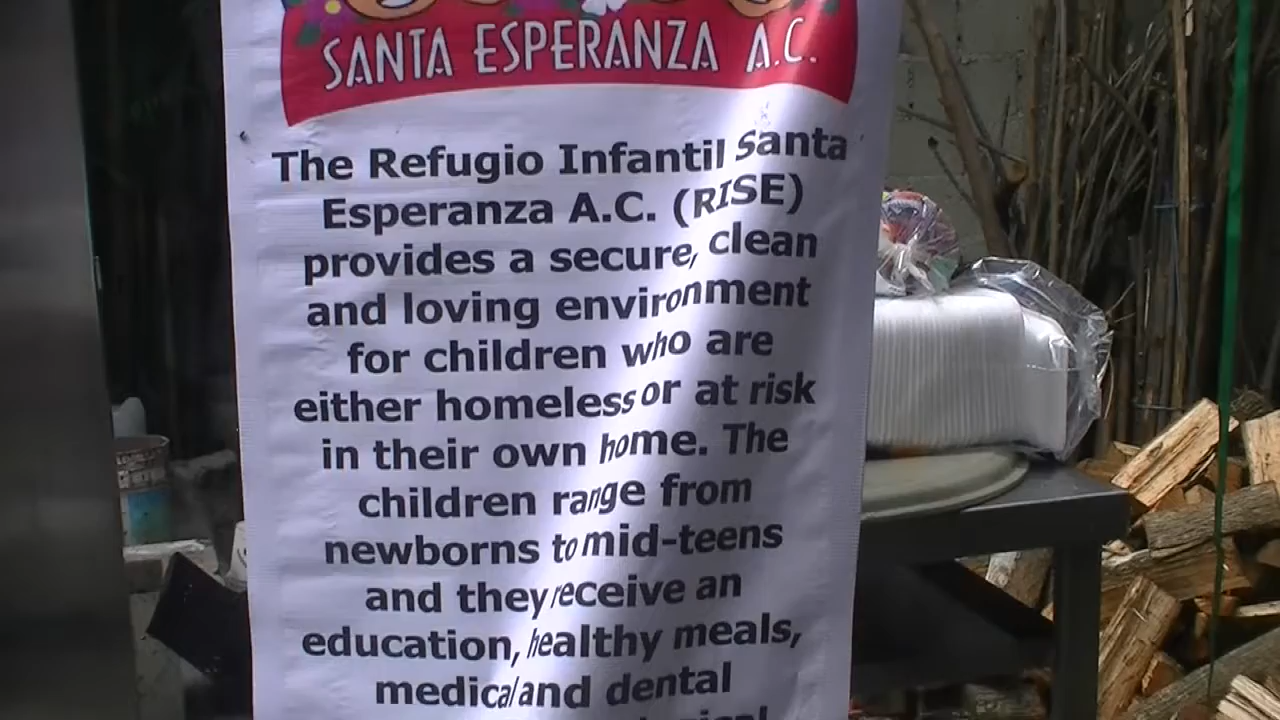 SANTA ESPERANZA A.C.
The Refugio Infantil Santa
Esperanza A.C. (RISE)
provides a secure, clean
and loving environment
for children who are
either homeless or at risk
in their own home. The
children range from
newborns to mid-teens
and they receive an
education, healthy meals,
medical and dental